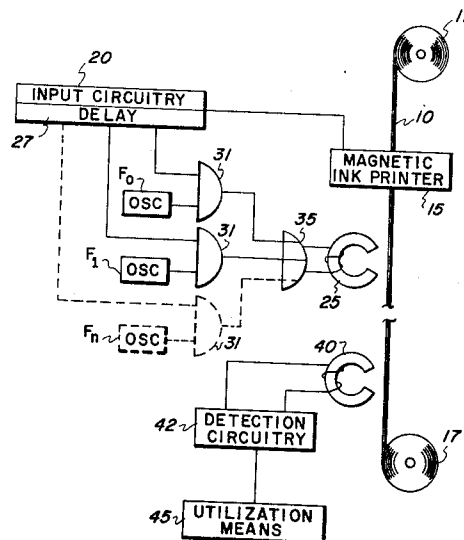 20
INPUT CIRCUITRY
DELAY
27
10
MAGNETIC
INK PRINTER
15
F0
OSC
31
35
F1
OSC
31
25
Fn
OSC
31
40
42
DETECTION
CIRCUITRY
17
45
UTILIZATION
MEANS